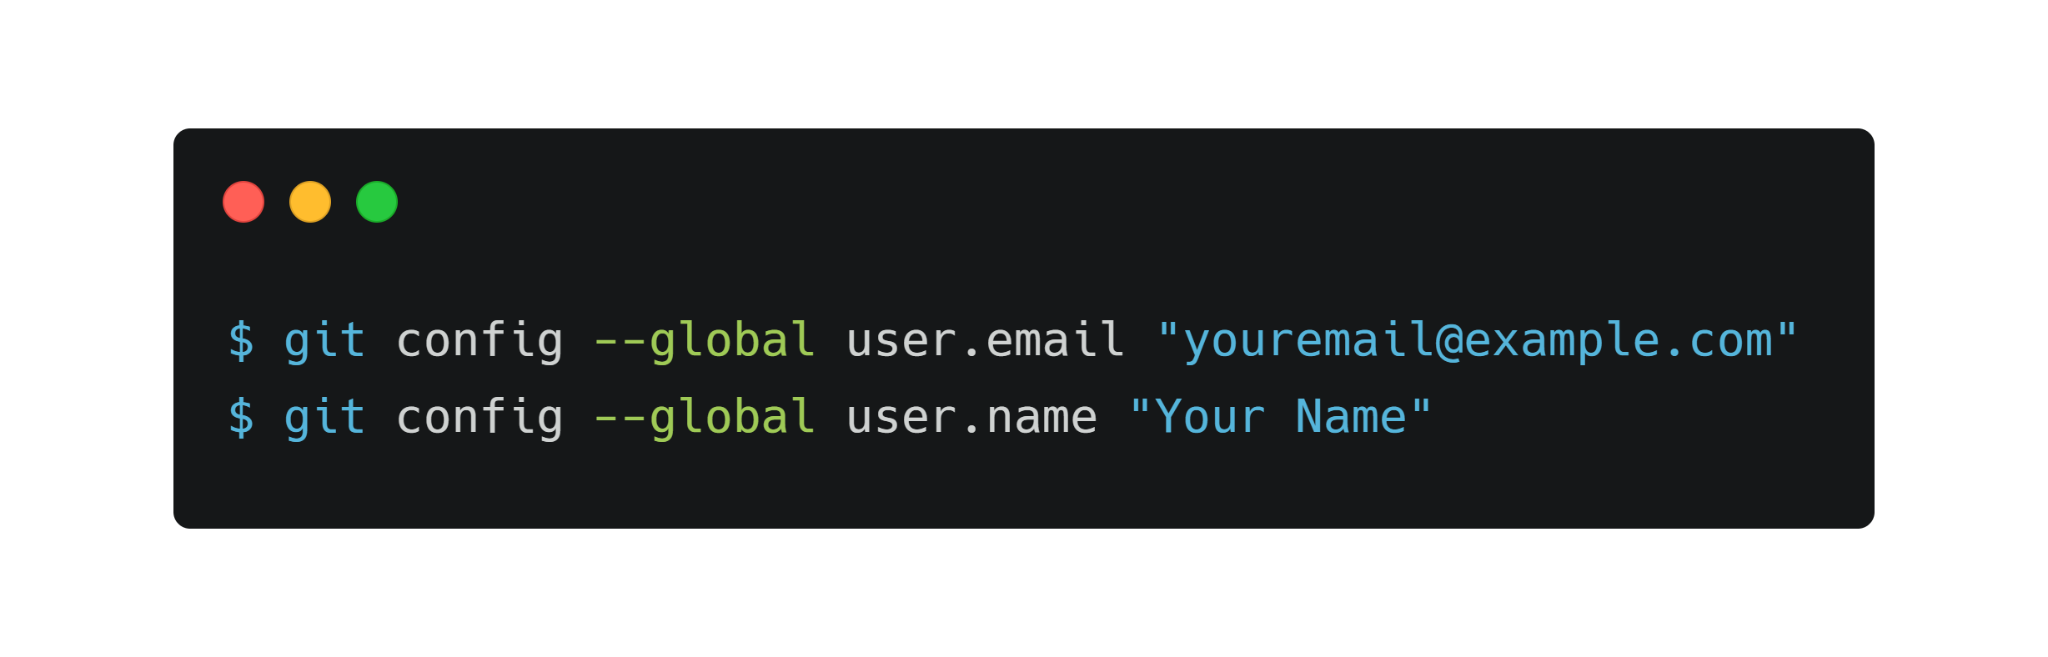 $ git config --global user.email "youremail@example.com"
$ git config --global user.name "Your Name"